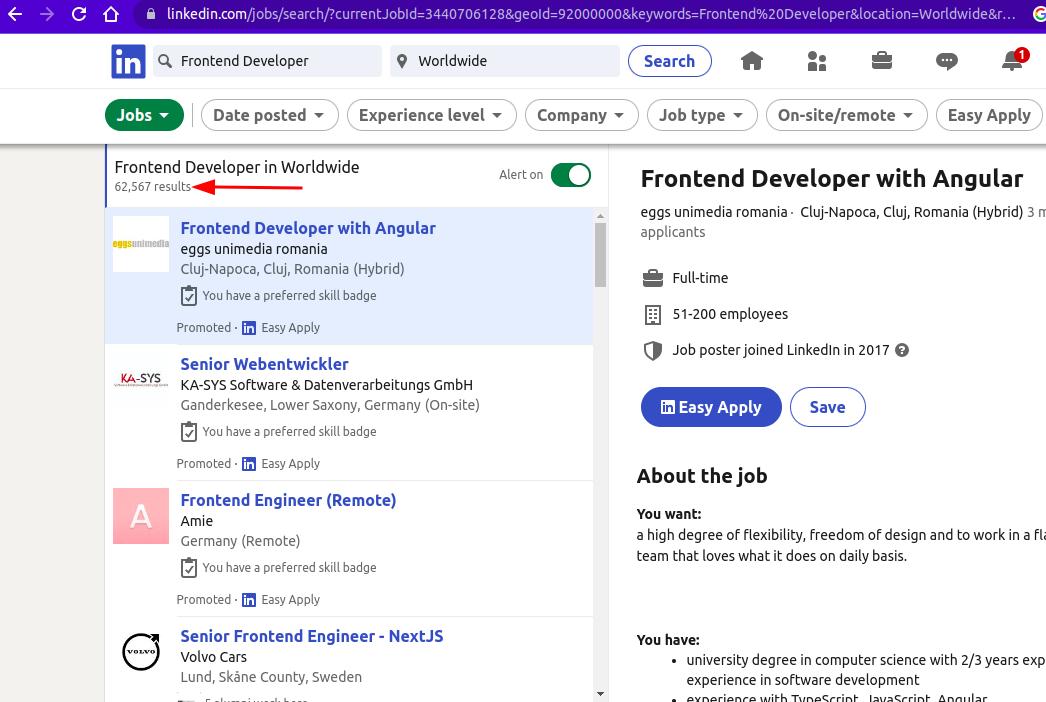 linkedin.com/jobs/search/?currentJobId=3440706128&geoId=92000000&keywords=Frontend%20Developer&location=Worldwide&r...
in Frontend Developer Worldwide Search 1
Jobs Date posted Experience level Company Job type On-site/remote Easy Apply
Frontend Developer in Worldwide
62,567 results
Alert on
eggsunimedia
Frontend Developer with Angular
eggs unimedia romania
Cluj-Napoca, Cluj, Romania (Hybrid)
You have a preferred skill badge
Promoted · in Easy Apply
KA-SYS
Senior Webentwickler
KA-SYS Software & Datenverarbeitungs GmbH
Ganderkesee, Lower Saxony, Germany (On-site)
You have a preferred skill badge
Promoted · in Easy Apply
A
Frontend Engineer (Remote)
Amie
Germany (Remote)
You have a preferred skill badge
Promoted · in Easy Apply
VOLVO
Senior Frontend Engineer - NextJS
Volvo Cars
Lund, Skåne County, Sweden
Frontend Developer with Angular
eggs unimedia romania · Cluj-Napoca, Cluj, Romania (Hybrid) 3 m
applicants
Full-time
51-200 employees
Job poster joined LinkedIn in 2017 ?
in Easy Apply Save
About the job
You want:
a high degree of flexibility, freedom of design and to work in a fla
team that loves what it does on daily basis.
You have:
• university degree in computer science with 2/3 years exp
experience in software development
• experience with TypeScript, JavaScript, Angular